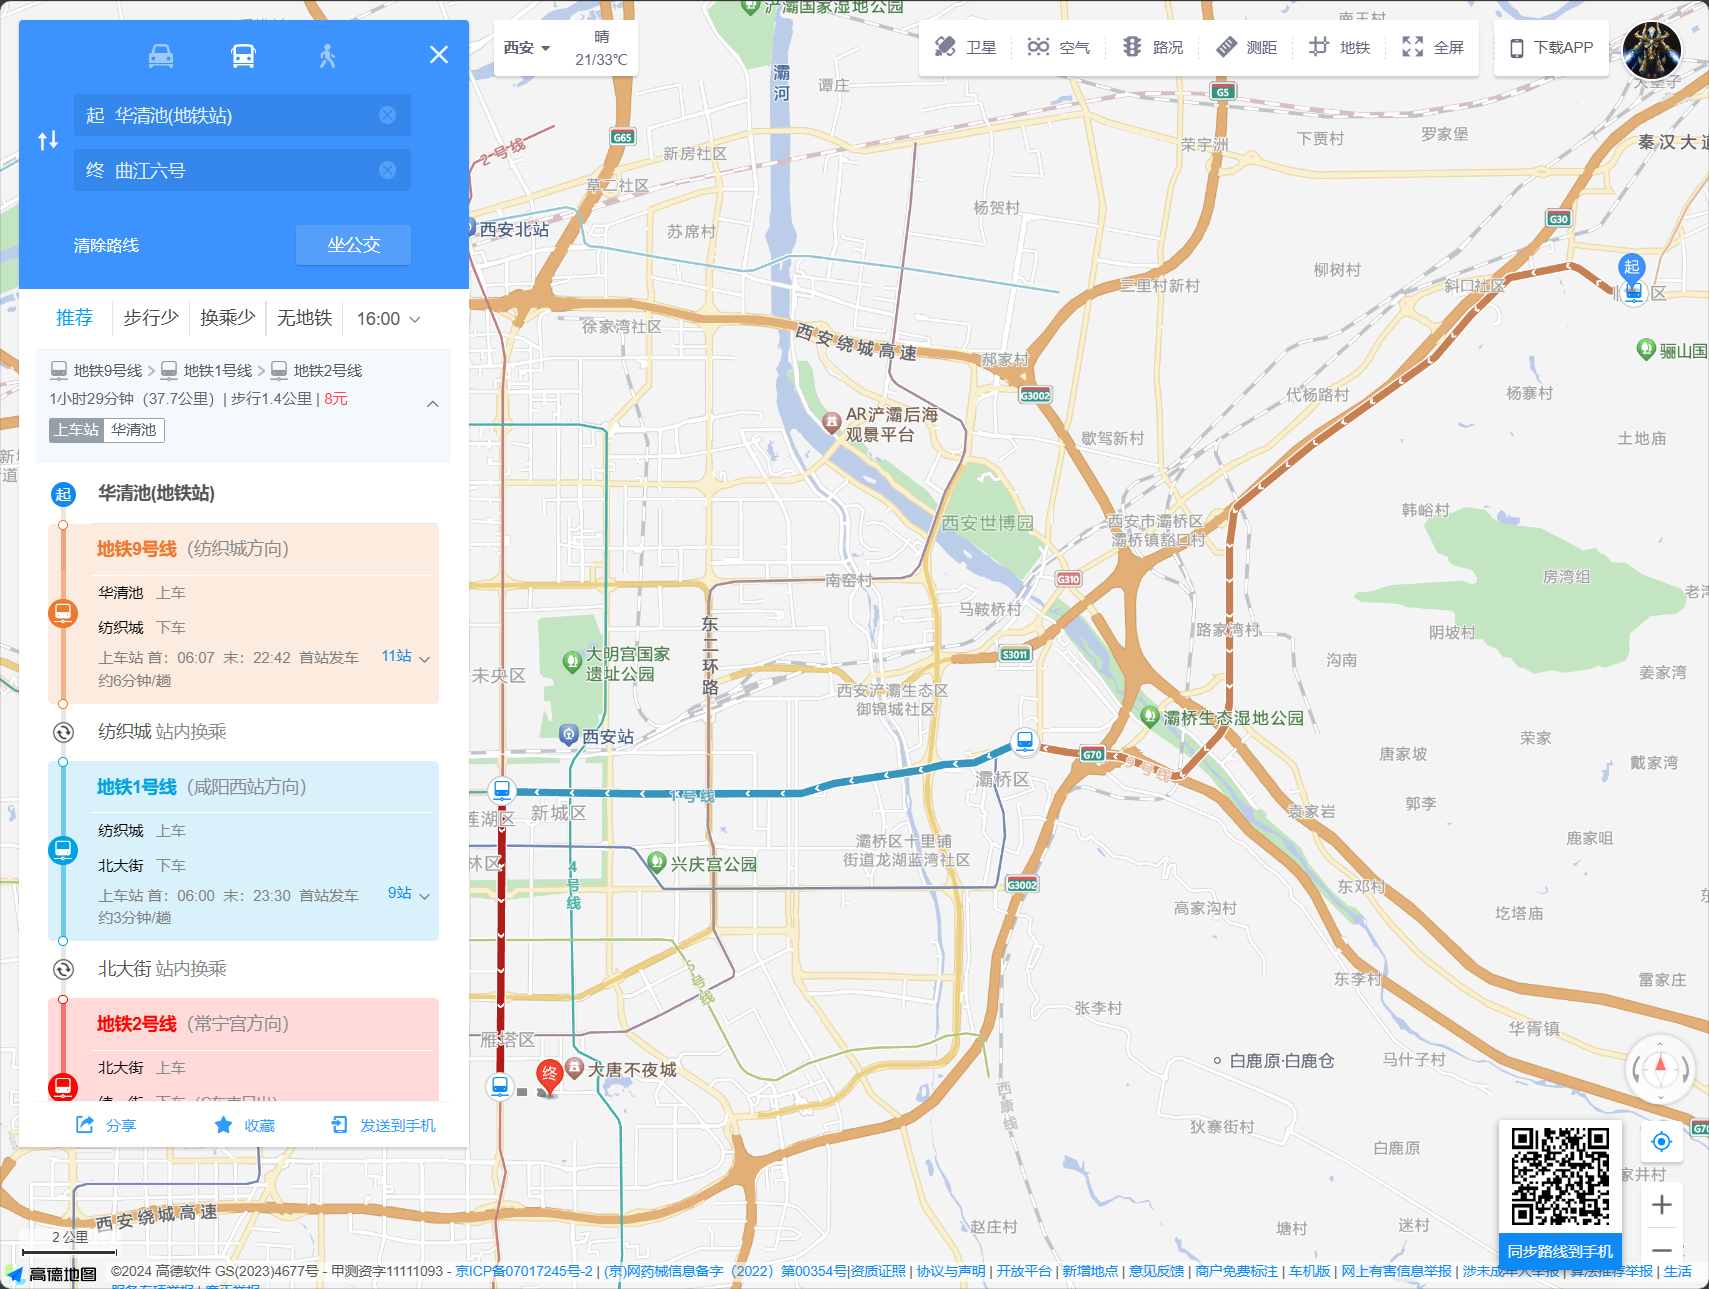 起 华清池(地铁站)
终 曲江六号
清除路线
坐公交
推荐
步行少
换乘少
无地铁
16:00
地铁9号线 > 地铁1号线 > 地铁2号线
1小时29分钟（37.7公里）| 步行1.4公里 | 8元
上车站 华清池
起 华清池(地铁站)
地铁9号线 (纺织城方向)
华清池 上车
纺织城 下车
上车站 首：06:07 末：22:42 首站发车 11站
约6分钟/趟
纺织城 站内换乘
地铁1号线 (咸阳西站方向)
纺织城 上车
北大街 下车
上车站 首：06:00 末：23:30 首站发车 9站
约3分钟/趟
北大街 站内换乘
地铁2号线 (常宁宫方向)
北大街 上车
分享
收藏
发送到手机
西安
晴
21/33℃
卫星
空气
路况
测距
地铁
全屏
下载APP
浐灞国家湿地公园
南王村
灞河
谭庄
G5
G65
2号线
新房社区
荣宇洲
下贾村
罗家堡
秦汉大道
草二社区
杨贺村
G30
西安北站
苏席村
柳树村
三里村新村
斜口社区
起
区
徐家湾社区
西安绕城高速
郝家村
骊山国
G3002
代杨路村
杨寨村
AR浐灞后海
观景平台
歇驾新村
土地庙
西安世博园
西安市灞桥区
灞桥镇豁口村
韩峪村
南窑村
G310
房湾组
马鞍桥村
东二环路
路家湾村
阴坡村
大明宫国家
遗址公园
S3011
沟南
姜家湾
未央区
西安浐灞生态区
御锦城社区
灞桥生态湿地公园
西安站
荣家
唐家坡
戴家湾
G70
9号线
灞桥区
1号线
新城区
莲湖区
郭李
袁家岩
鹿家咀
灞桥区十里铺
街道龙湖蓝湾社区
林区
兴庆宫公园
4号线
G3002
东邓村
高家沟村
圪塔庙
5号线
东李村
雷家庄
张李村
华胥镇
雁塔区
终
大唐不夜城
白鹿原·白鹿仓
马什子村
西康线
狄寨街村
白鹿原
G70
家井村
赵庄村
塘村
迷村
西安绕城高速
2 公里
同步路线到手机
高德地图
©2024 高德软件 GS(2023)4677号 - 甲测资字11111093 - 京ICP备07017245号-2 | (京)网药械信息备字（2022）第00354号|资质证照 | 协议与声明 | 开放平台 | 新增地点 | 意见反馈 | 商户免费标注 | 车机版 | 网上有害信息举报 | 涉未成年人举报 | 算法推荐举报 | 生活